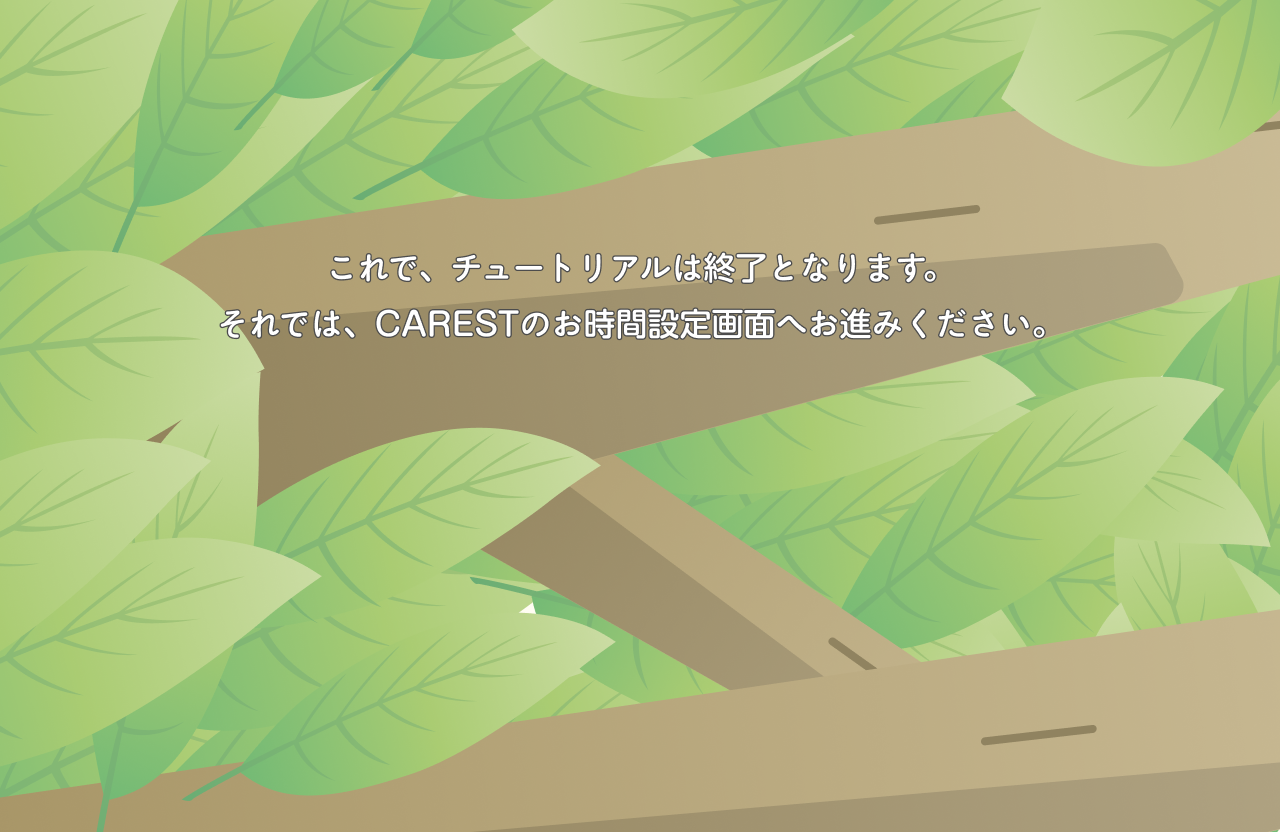 これで、チュートリアルは終了となります。
それでは、CARESTのお時間設定画面へお進みください。